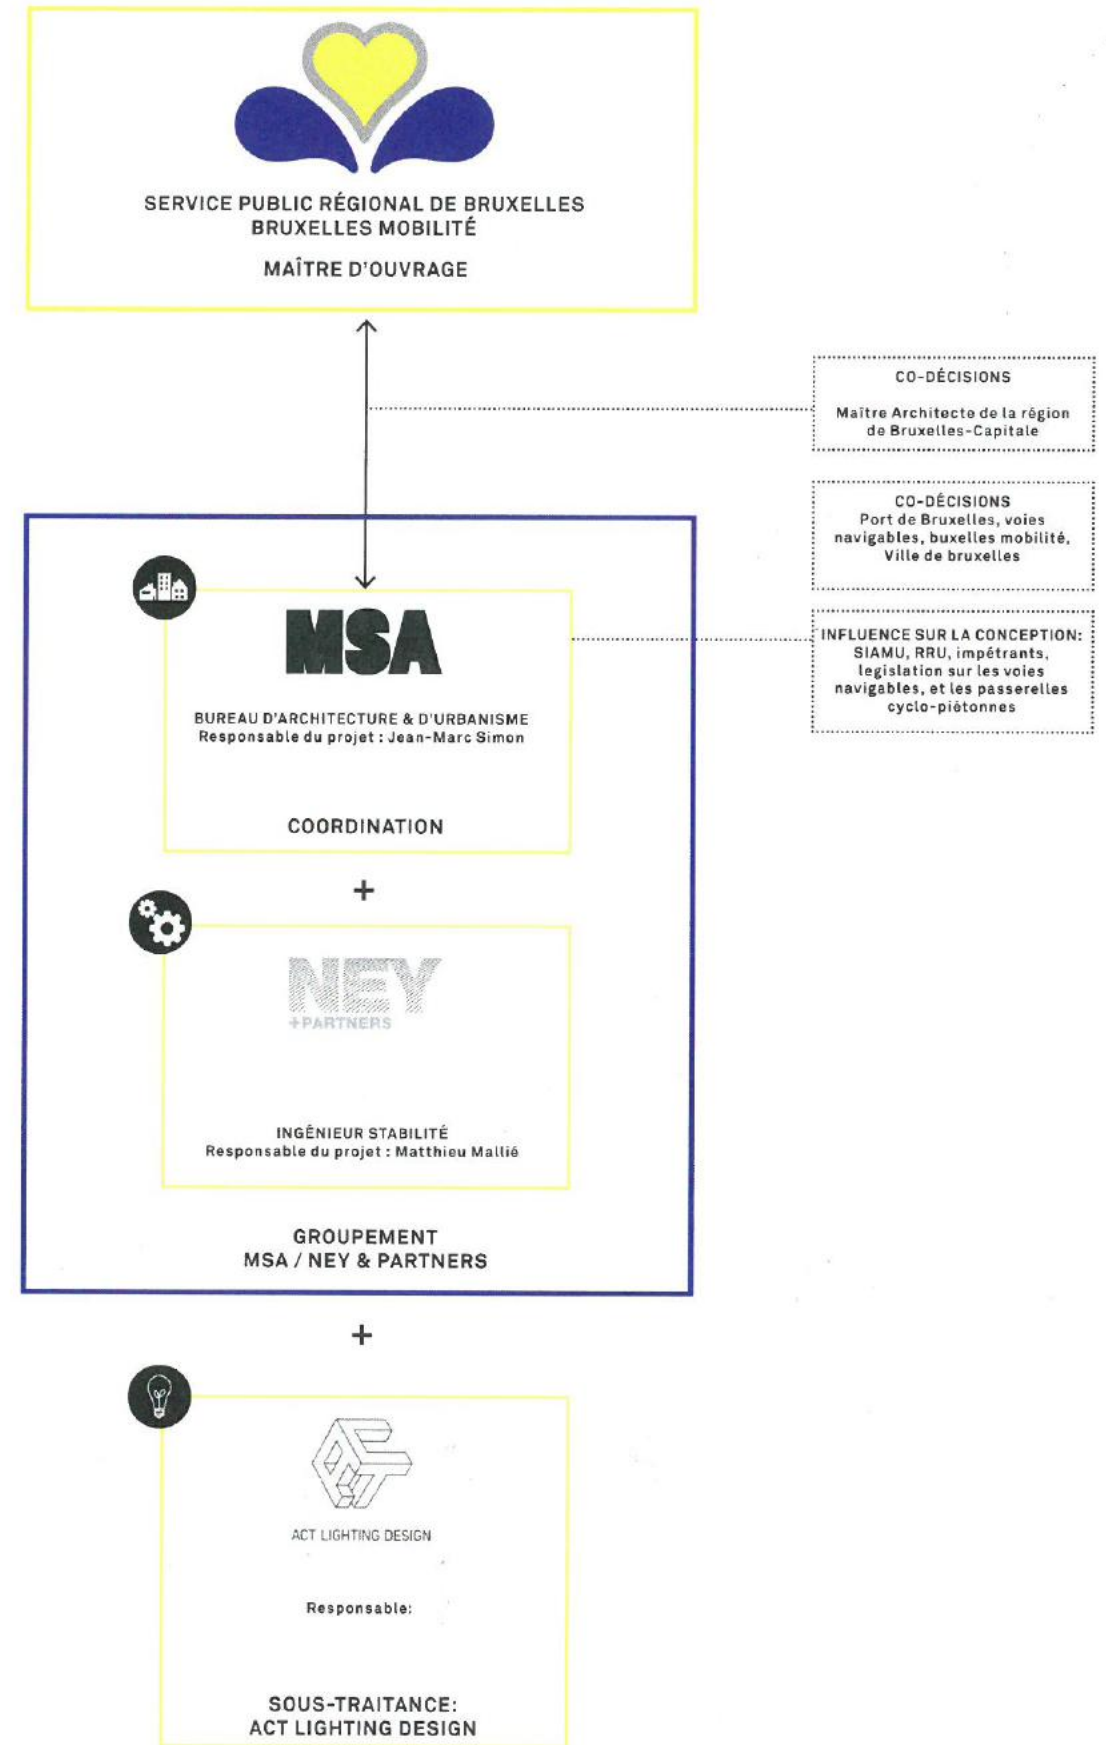 SERVICE PUBLIC RÉGIONAL DE BRUXELLES
BRUXELLES MOBILITÉ
MAÎTRE D'OUVRAGE
CO-DÉCISIONS
Maître Architecte de la région
de Bruxelles-Capitale
CO-DÉCISIONS
Port de Bruxelles, voies
navigables, buxelles mobilité,
Ville de bruxelles
INFLUENCE SUR LA CONCEPTION:
SIAMU, RRU, impétrants,
legislation sur les voies
navigables, et les passerelles
cyclo-piétonnes
MSA
BUREAU D'ARCHITECTURE & D'URBANISME
Responsable du projet : Jean-Marc Simon
COORDINATION
+
NEY
+PARTNERS
INGÉNIEUR STABILITÉ
Responsable du projet : Matthieu Mallié
GROUPEMENT
MSA / NEY & PARTNERS
+
ACT
ACT LIGHTING DESIGN
Responsable:
SOUS-TRAITANCE:
ACT LIGHTING DESIGN